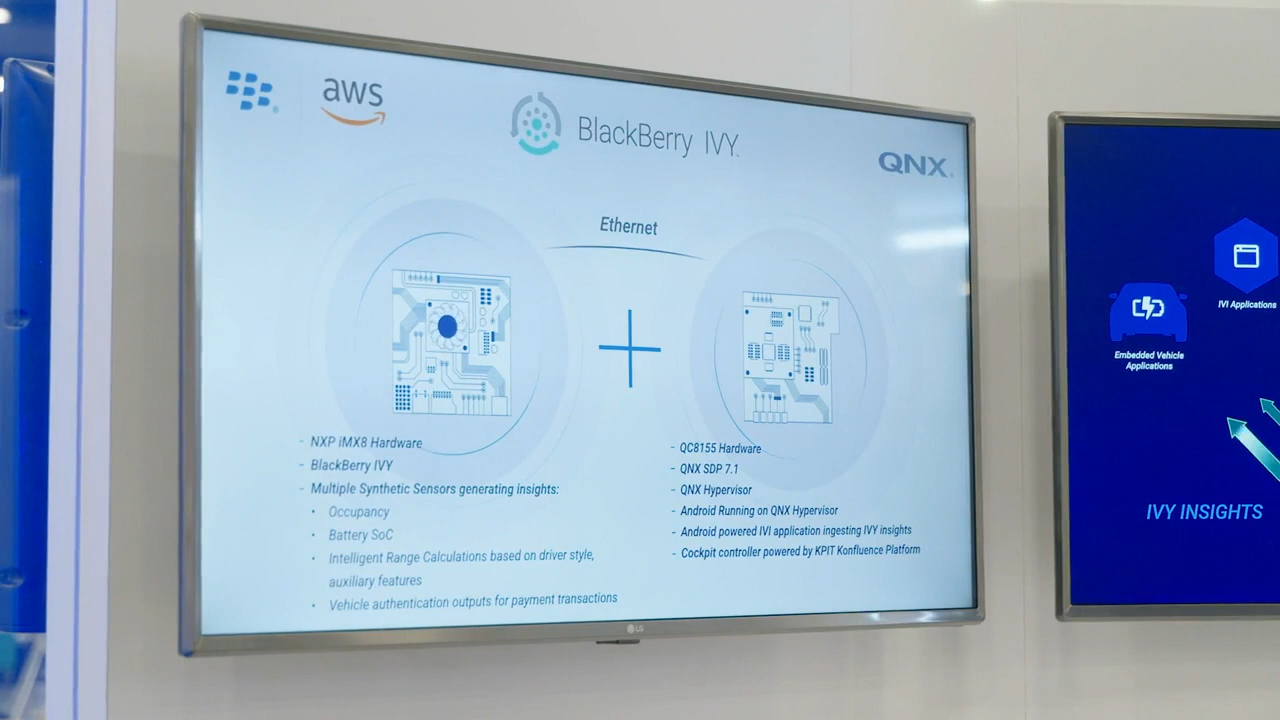 aws
BlackBerry IVY™
QNX®
Ethernet
- NXP iMX8 Hardware
- BlackBerry IVY
- Multiple Synthetic Sensors generating insights:
• Occupancy
• Battery SoC
• Intelligent Range Calculations based on driver style,
auxiliary features
• Vehicle authentication outputs for payment transactions
- QC8155 Hardware
- QNX SDP 7.1
- QNX Hypervisor
- Android Running on QNX Hypervisor
- Android powered IVI application ingesting IVY insights
- Cockpit controller powered by KPIT Konfluence Platform
LG
IVI Applications
Embedded Vehicle
Applications
IVY INSIGHTS